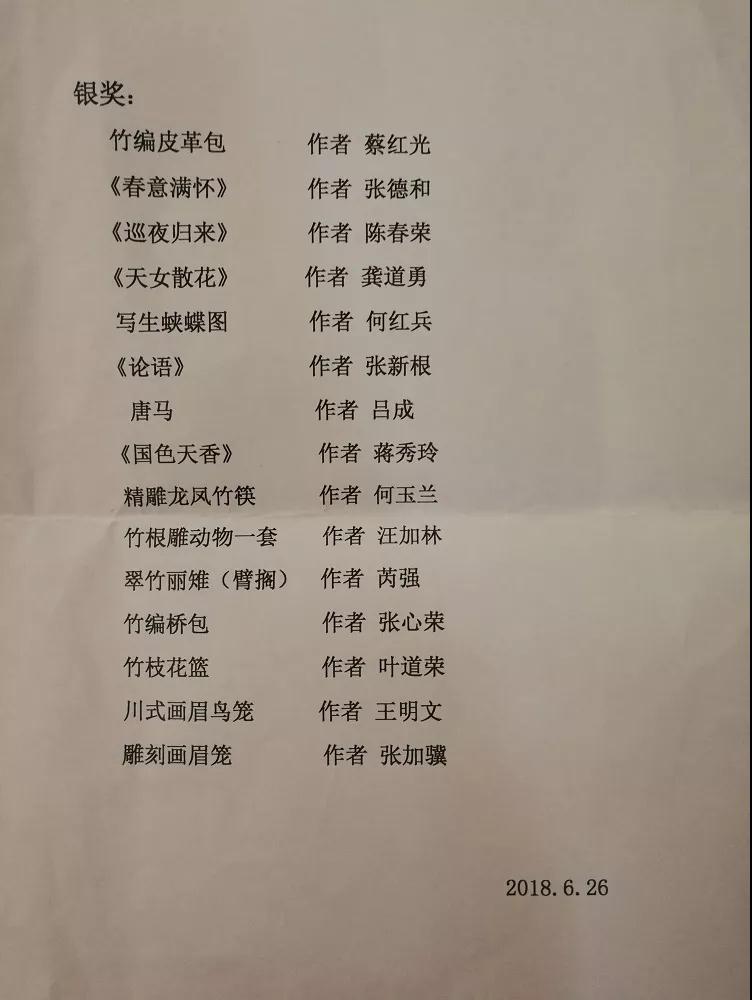 银奖：
竹编皮革包 作者 蔡红光
《春意满怀》 作者 张德和
《巡夜归来》 作者 陈春荣
《天女散花》 作者 龚道勇
写生蛱蝶图 作者 何红兵
《论语》 作者 张新根
唐马 作者 吕成
《国色天香》 作者 蒋秀玲
精雕龙凤竹筷 作者 何玉兰
竹根雕动物一套 作者 汪加林
翠竹丽雉（臂搁） 作者 芮强
竹编桥包 作者 张心荣
竹枝花篮 作者 叶道荣
川式画眉鸟笼 作者 王明文
雕刻画眉笼 作者 张加骥
2018.6.26